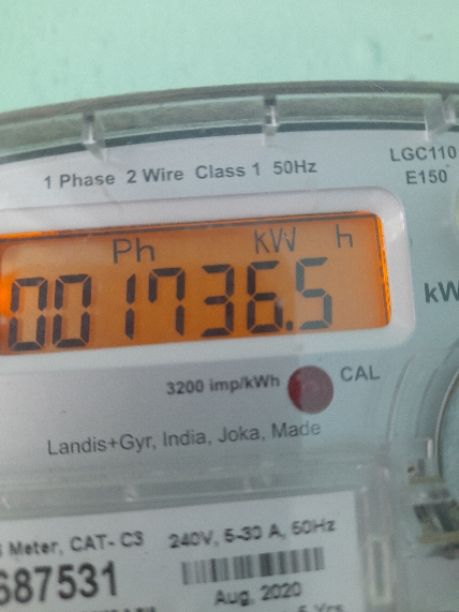 1 Phase 2 Wire Class 1 50Hz
LGC110
E150
Ph KW h
001736.5
kW
3200 imp/kWh
CAL
Landis+Gyr, India, Joka, Made
Meter, CAT- C3 240V, 5-30 A, 50Hz
687531
Aug, 2020